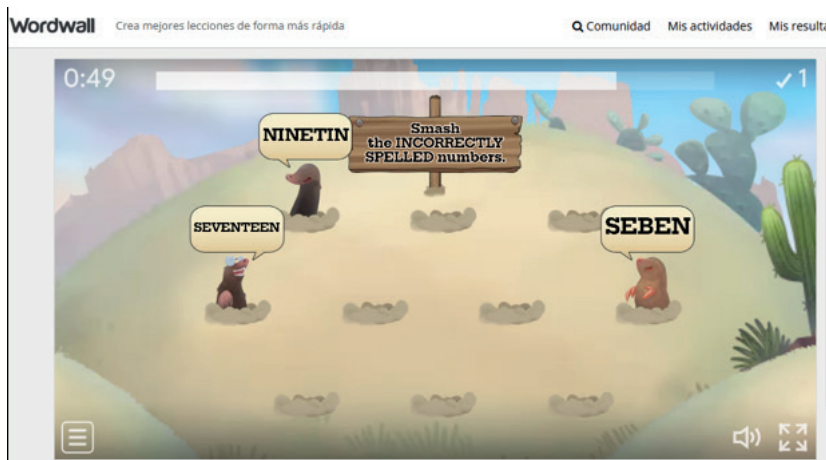 Wordwall Crea mejores lecciones de forma más rápida Comunidad Mis actividades Mis resulta
0:49 1
NINETIN
Smash
the INCORRECTLY
SPELLED numbers.
SEVENTEEN
SEBEN